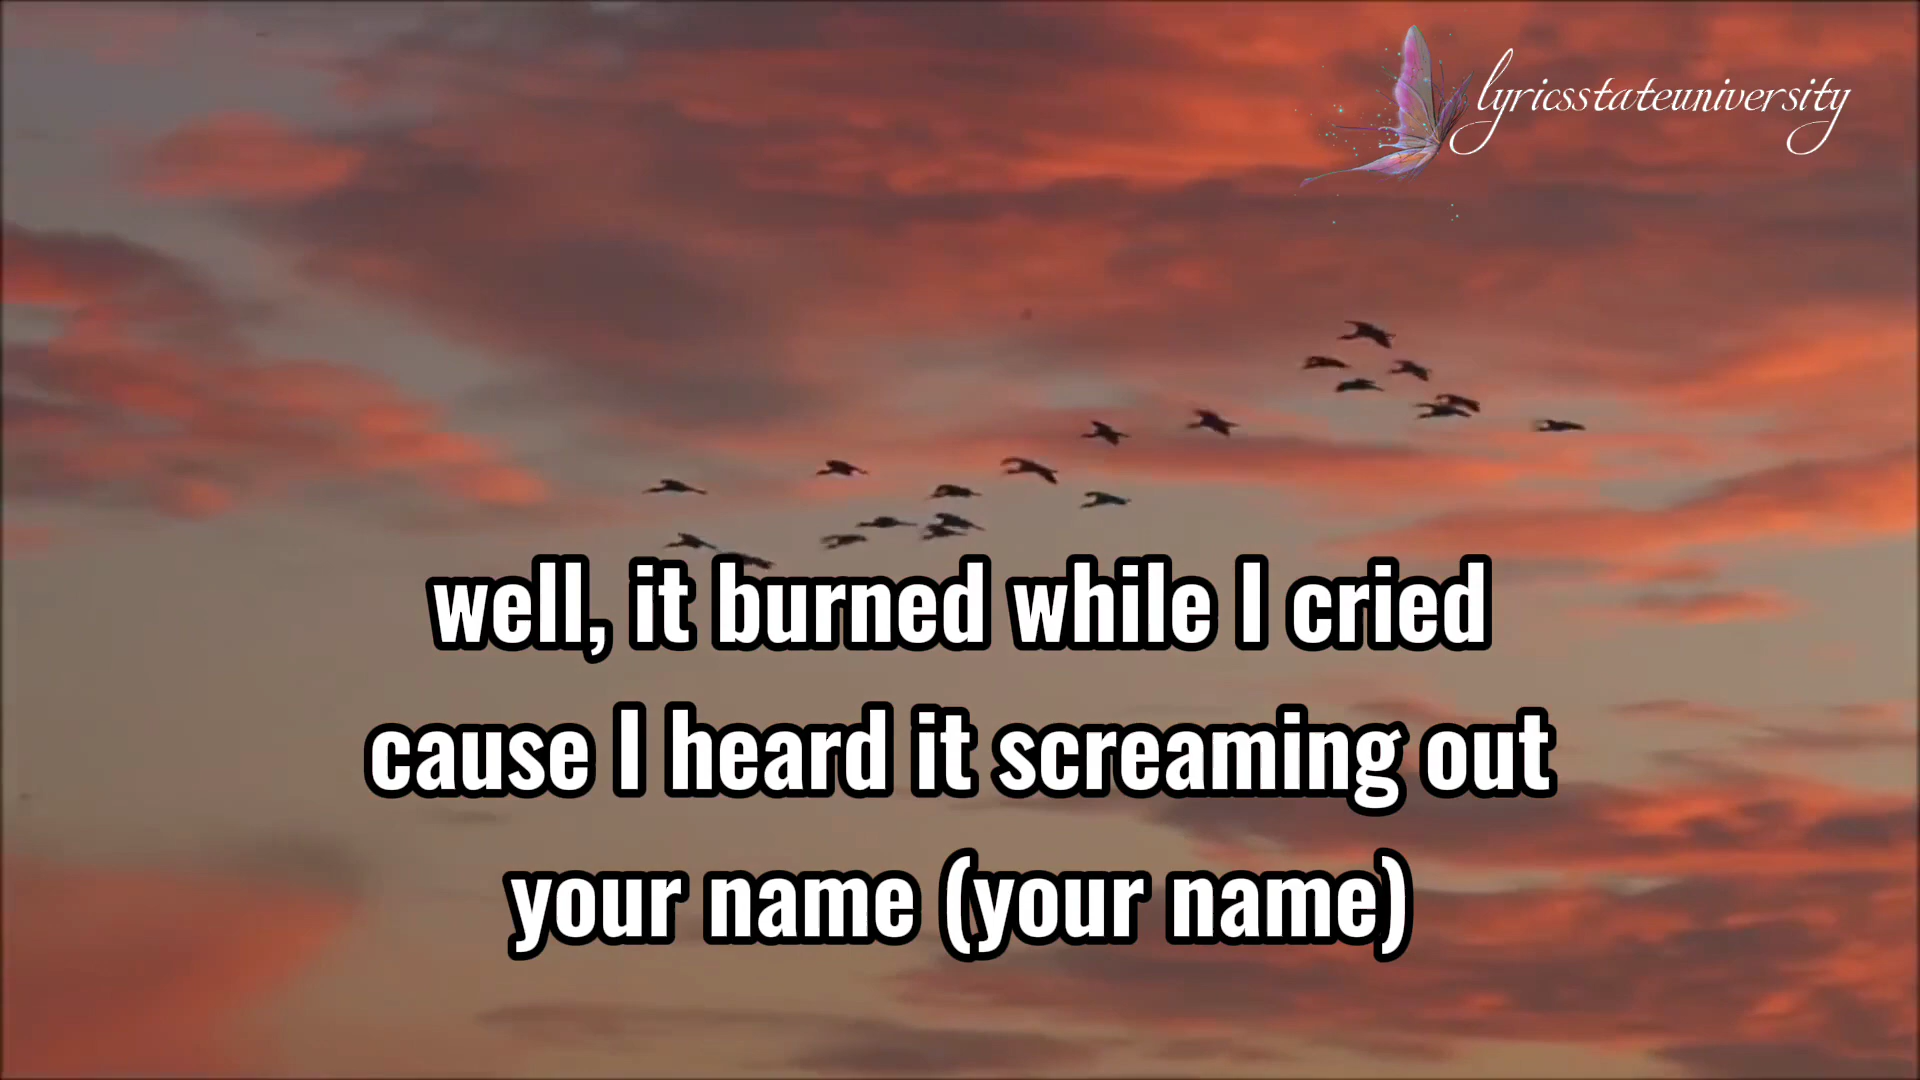 lyricsstateuniversity
well, it burned while I cried
cause I heard it screaming out
your name (your name)